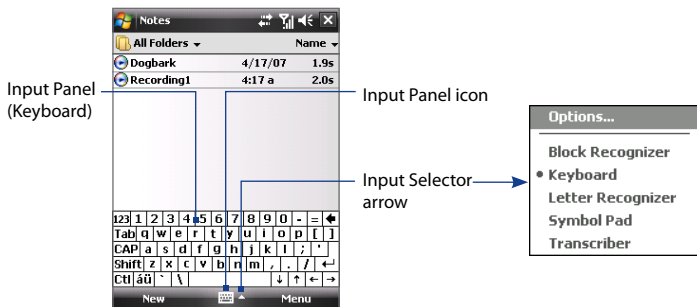 Notes
All Folders Name
Dogbark 4/17/07 1.9s
Recording1 4:17 a 2.0s
Input Panel
(Keyboard)
Input Panel icon
Input Selector
arrow
Options...
Block Recognizer
Keyboard
Letter Recognizer
Symbol Pad
Transcriber
123 1 2 3 4 5 6 7 8 9 0 - =
Tab q w e r t y u i o p [ ]
CAP a s d f g h j k l ; '
Shift z x c v b n m , . /
Ctl áü ` \
New Menu